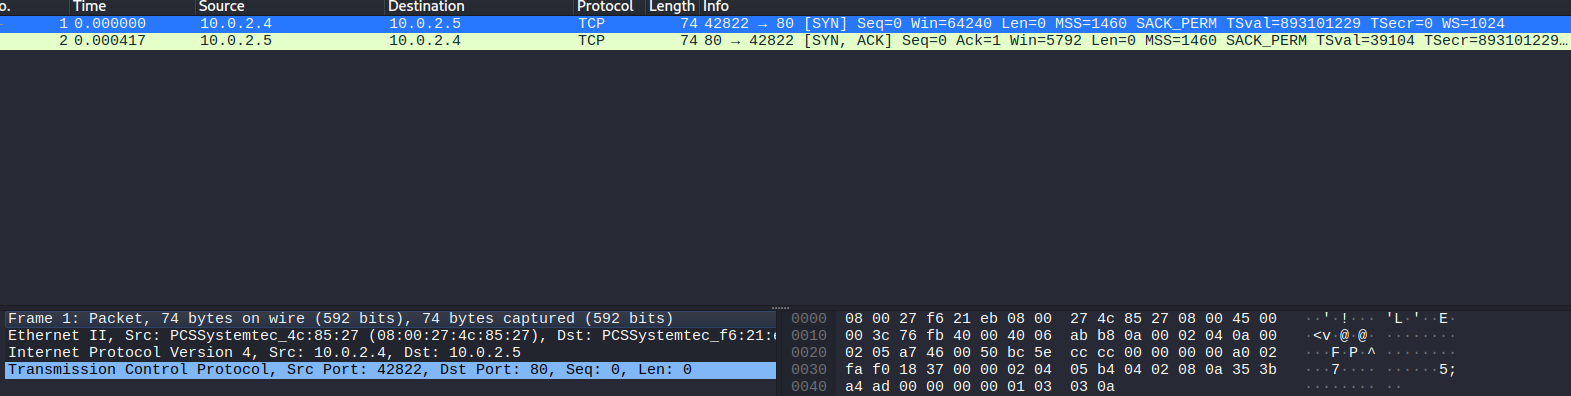 o. Time Source Destination Protocol Length Info
1 0.000000 10.0.2.4 10.0.2.5 TCP 74 42822 → 80 [SYN] Seq=0 Win=64240 Len=0 MSS=1460 SACK_PERM TSval=893101229 TSecr=0 WS=1024
2 0.000417 10.0.2.5 10.0.2.4 TCP 74 80 → 42822 [SYN, ACK] Seq=0 Ack=1 Win=5792 Len=0 MSS=1460 SACK_PERM TSval=39104 TSecr=893101229…
Frame 1: Packet, 74 bytes on wire (592 bits), 74 bytes captured (592 bits)
Ethernet II, Src: PCSSystemtec_4c:85:27 (08:00:27:4c:85:27), Dst: PCSSystemtec_f6:21:e
Internet Protocol Version 4, Src: 10.0.2.4, Dst: 10.0.2.5
Transmission Control Protocol, Src Port: 42822, Dst Port: 80, Seq: 0, Len: 0
0000 08 00 27 f6 21 eb 08 00 27 4c 85 27 08 00 45 00 ··'·!··· 'L·'··E·
0010 00 3c 76 fb 40 00 40 06 ab b8 0a 00 02 04 0a 00 ·<v·@·@· ········
0020 02 05 a7 46 00 50 bc 5e cc cc 00 00 00 00 a0 02 ···F·P·^ ········
0030 fa f0 18 37 00 00 02 04 05 b4 04 02 08 0a 35 3b ···7···· ······5;
0040 a4 ad 00 00 00 00 01 03 03 0a ········ ··